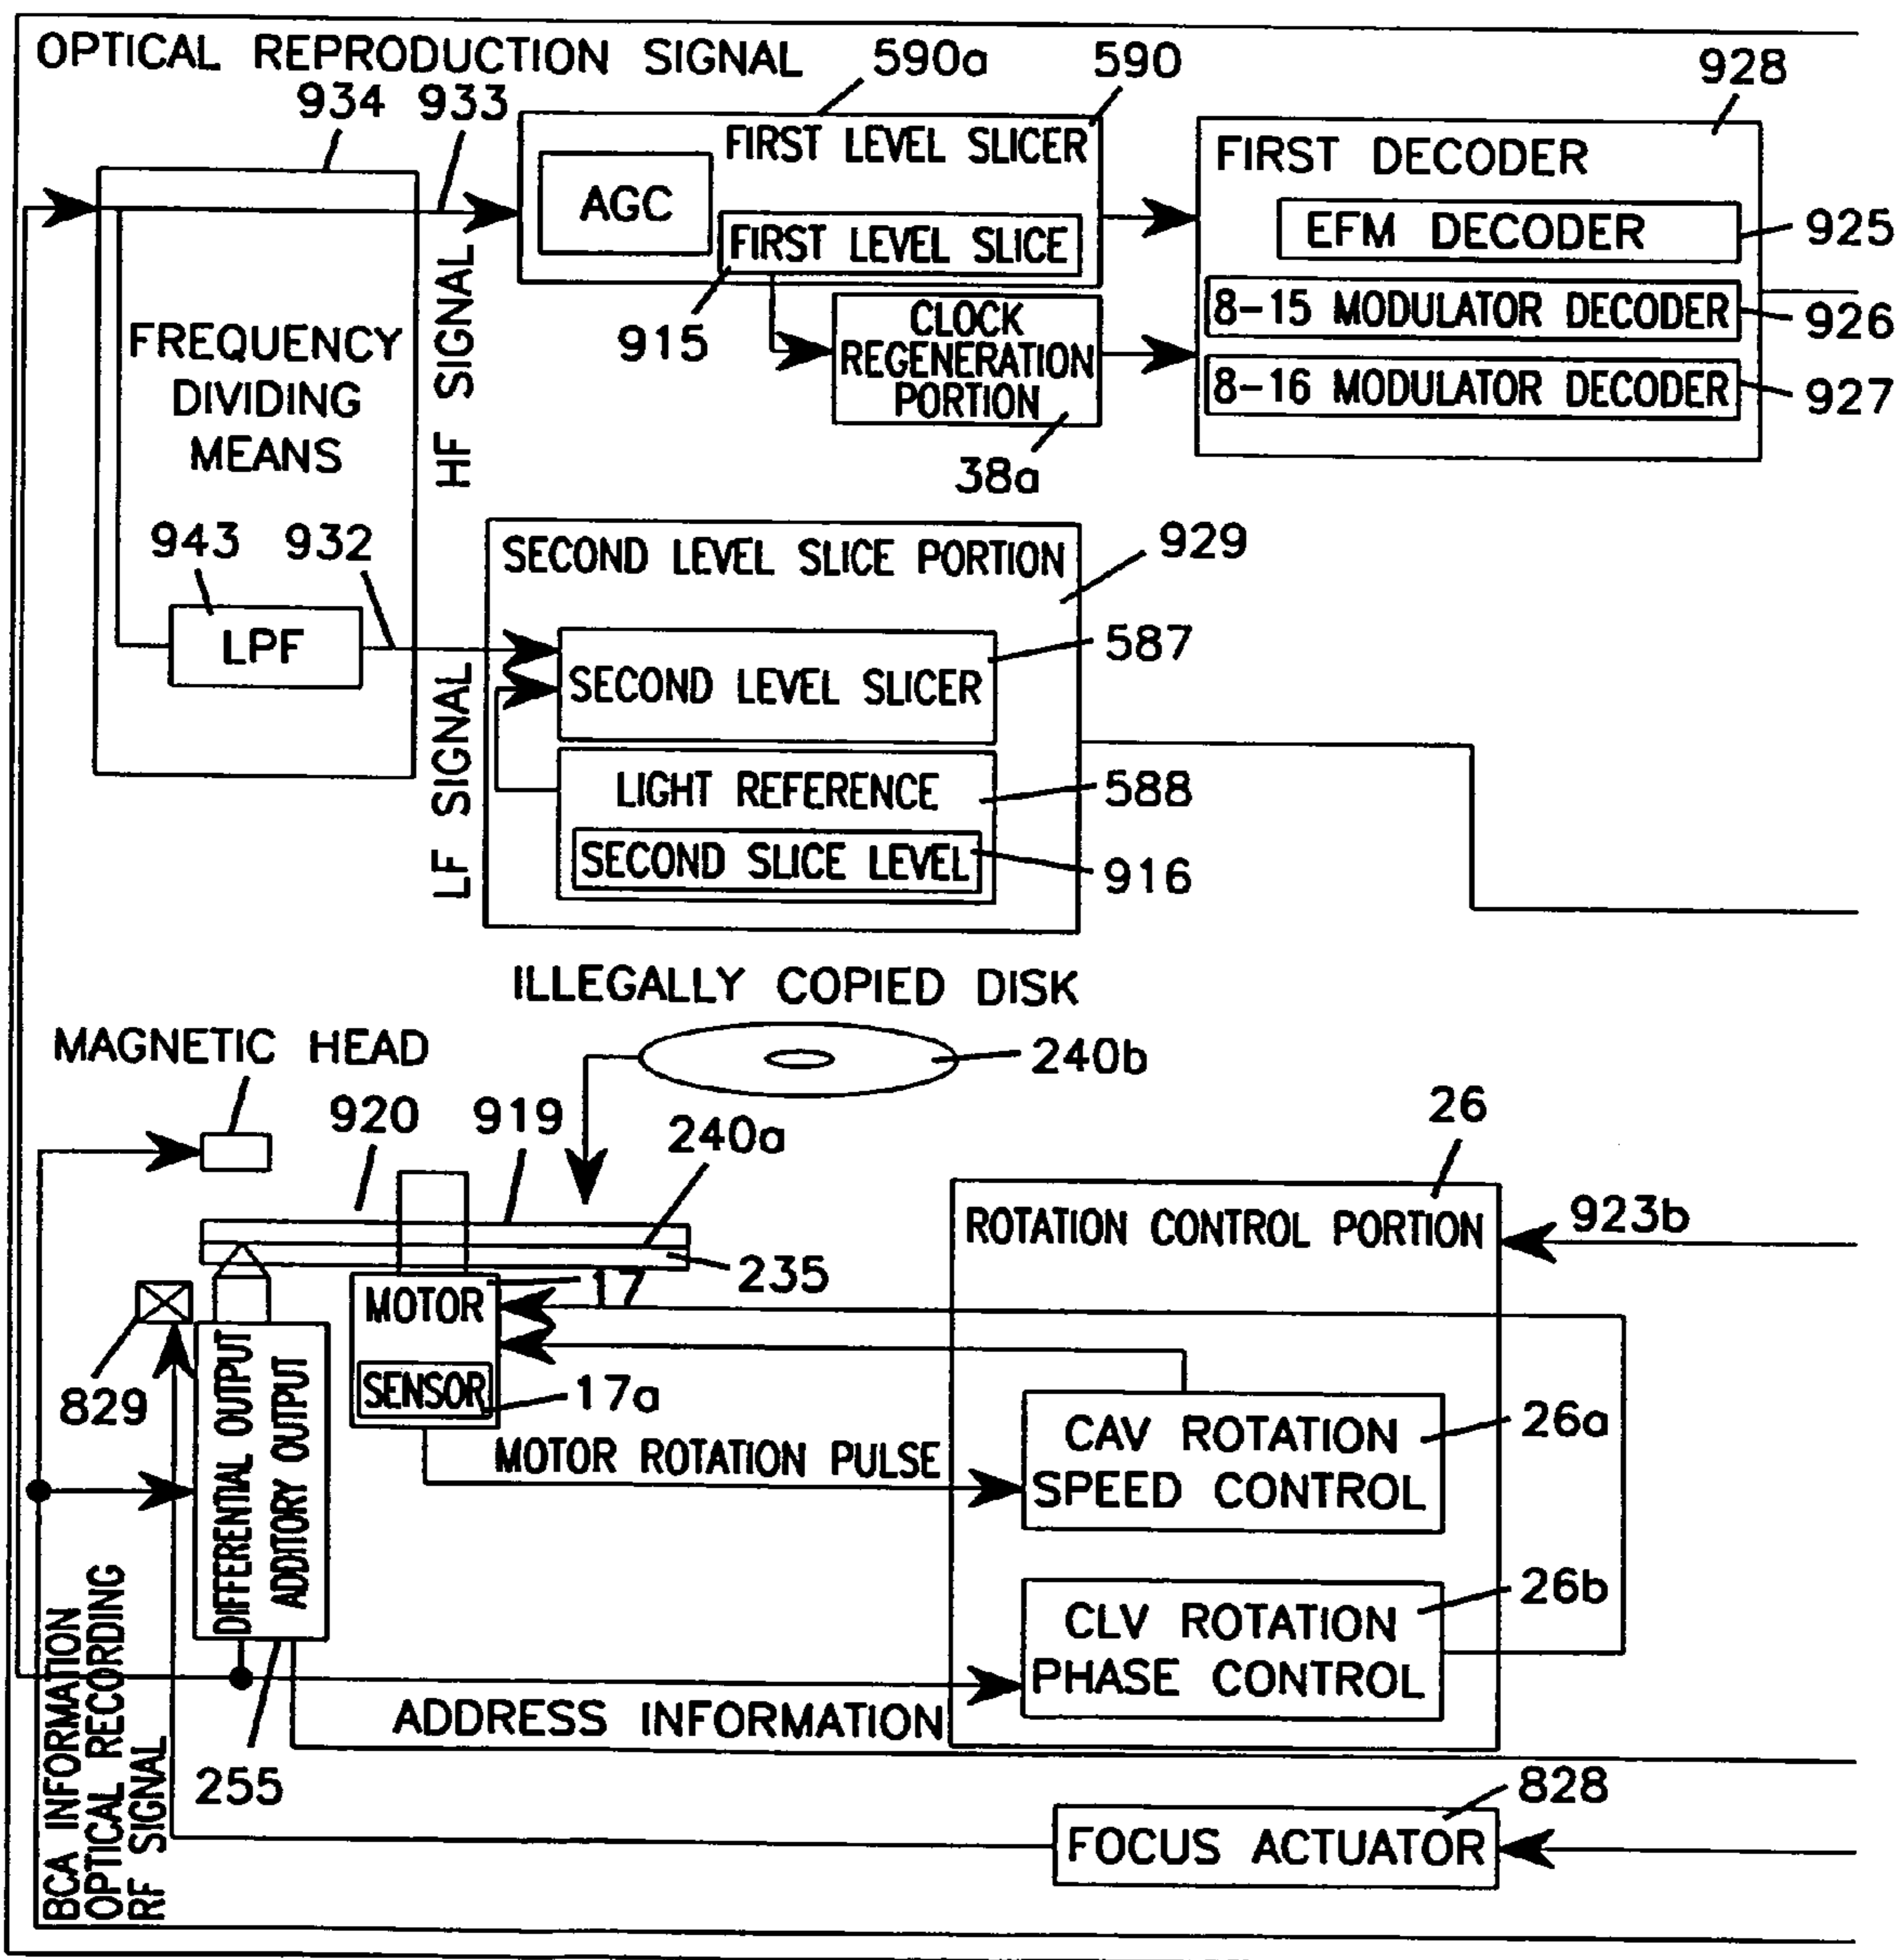 OPTICAL REPRODUCTION SIGNAL
590a
590
928
934
933
FIRST LEVEL SLICER
AGC
FIRST LEVEL SLICE
915
HF SIGNAL
CLOCK
REGENERATION
PORTION
38a
FIRST DECODER
EFM DECODER
925
8-15 MODULATOR DECODER
926
8-16 MODULATOR DECODER
927
FREQUENCY
DIVIDING
MEANS
943
932
LPF
LF SIGNAL
SECOND LEVEL SLICE PORTION
929
SECOND LEVEL SLICER
587
LIGHT REFERENCE
588
SECOND SLICE LEVEL
916
ILLEGALLY COPIED DISK
240b
MAGNETIC HEAD
920
919
240a
235
26
ROTATION CONTROL PORTION
923b
MOTOR
17
SENSOR
17a
829
DIFFERENTIAL OUTPUT
ADDITORY OUTPUT
MOTOR ROTATION PULSE
CAV ROTATION
SPEED CONTROL
26a
CLV ROTATION
PHASE CONTROL
26b
ADDRESS INFORMATION
255
BCA INFORMATION
OPTICAL RECORDING
RF SIGNAL
828
FOCUS ACTUATOR